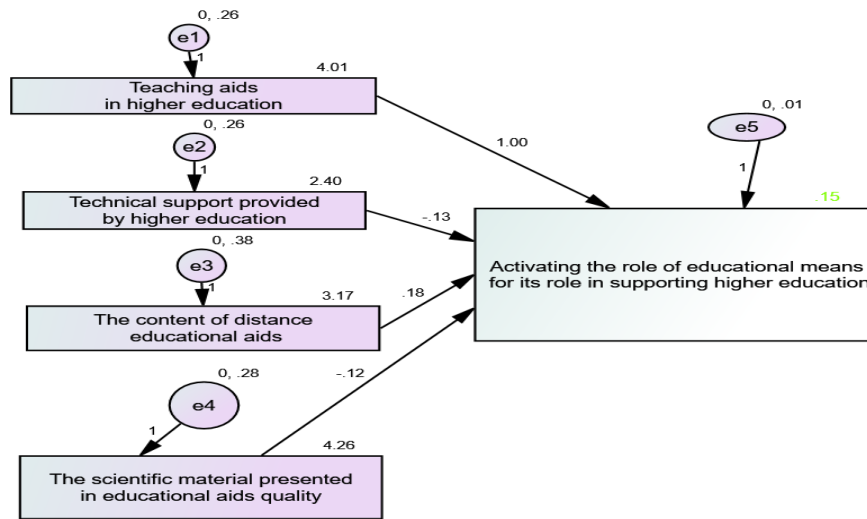 0, .26
e1
1
4.01
Teaching aids
in higher education
0, .26
e2
1
2.40
Technical support provided
by higher education
0, .38
e3
1
3.17
The content of distance
educational aids
0, .28
e4
1
4.26
The scientific material presented
in educational aids quality
1.00
-.13
.18
-.12
0, .01
e5
1
.15
Activating the role of educational means
for its role in supporting higher education